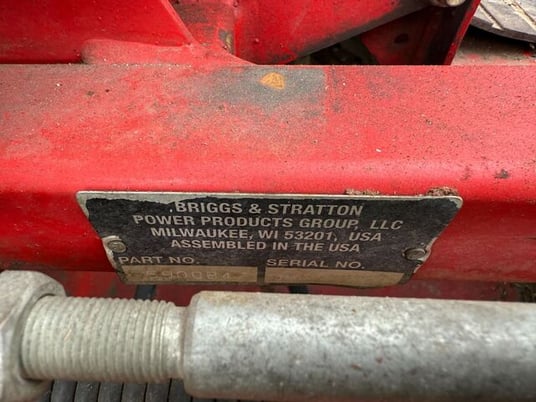 BRIGGS & STRATTON
POWER PRODUCTS GROUP, LLC
MILWAUKEE, WI 53201, USA
ASSEMBLED IN THE USA
PART NO. SERIAL NO.